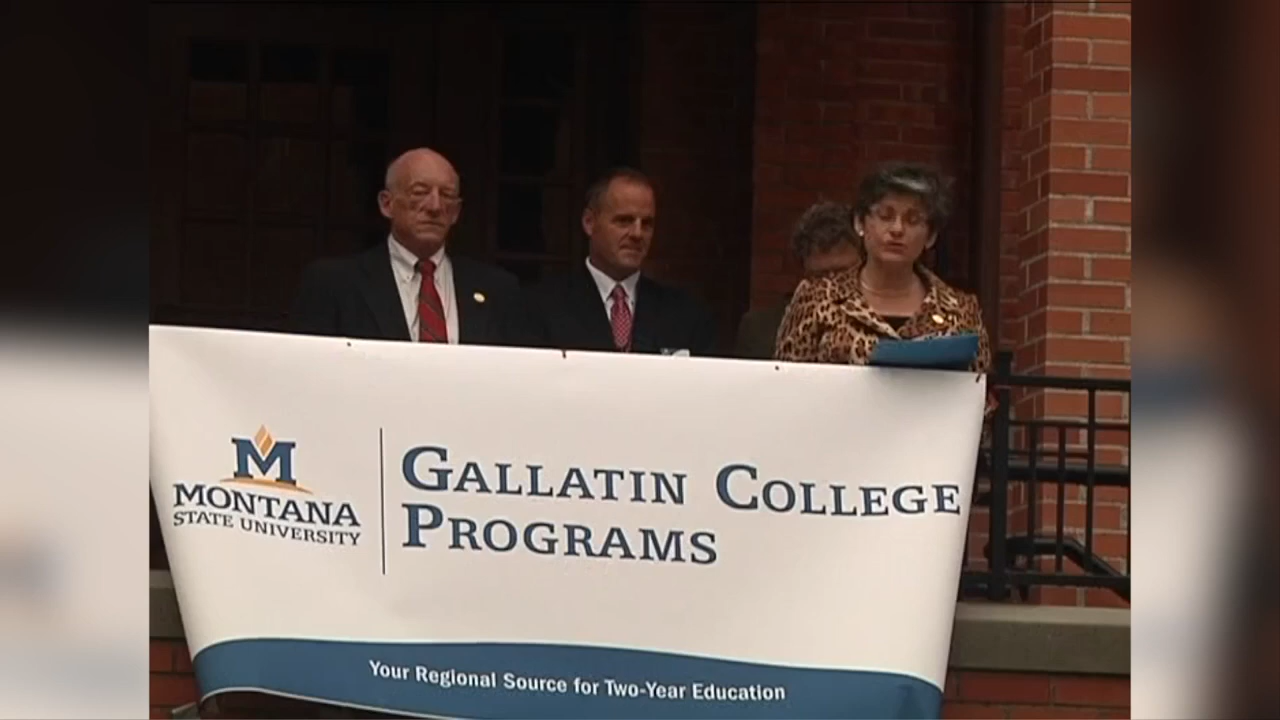 M
MONTANA
STATE UNIVERSITY
GALLATIN COLLEGE
PROGRAMS
Your Regional Source for Two-Year Education